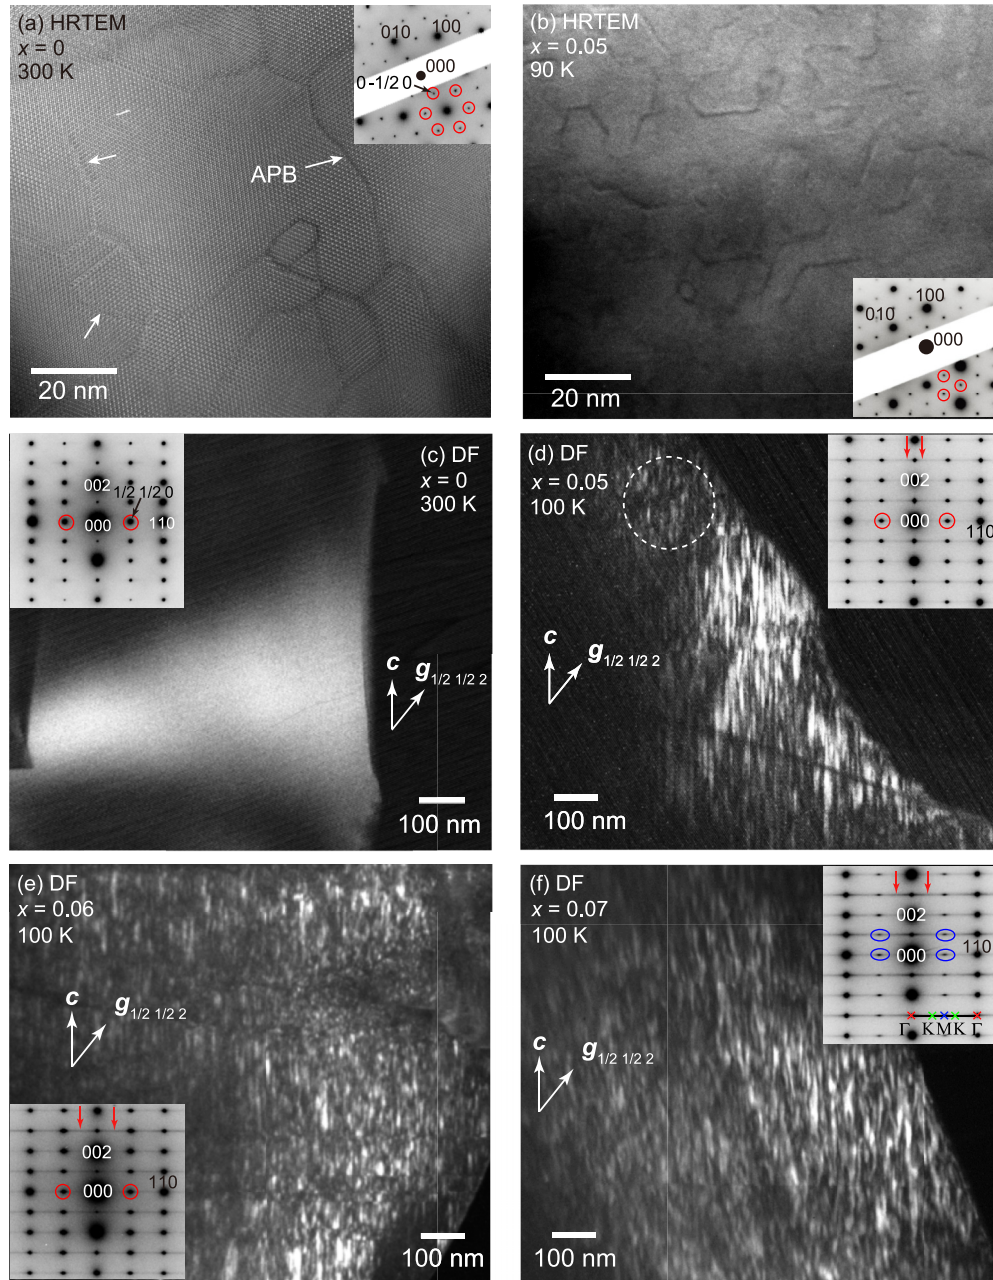 (a) HRTEM
x = 0
300 K
010
100
000
0 -1/2 0
APB
20 nm
(b) HRTEM
x = 0.05
90 K
100
010
000
20 nm
(c) DF
x = 0
300 K
002
1/2 1/2 0
000
110
c
g1/2 1/2 2
100 nm
(d) DF
x = 0.05
100 K
002
000
110
c
g1/2 1/2 2
100 nm
(e) DF
x = 0.06
100 K
c
g1/2 1/2 2
002
000
110
100 nm
(f) DF
x = 0.07
100 K
002
000
110
Γ K M K Γ
c
g1/2 1/2 2
100 nm